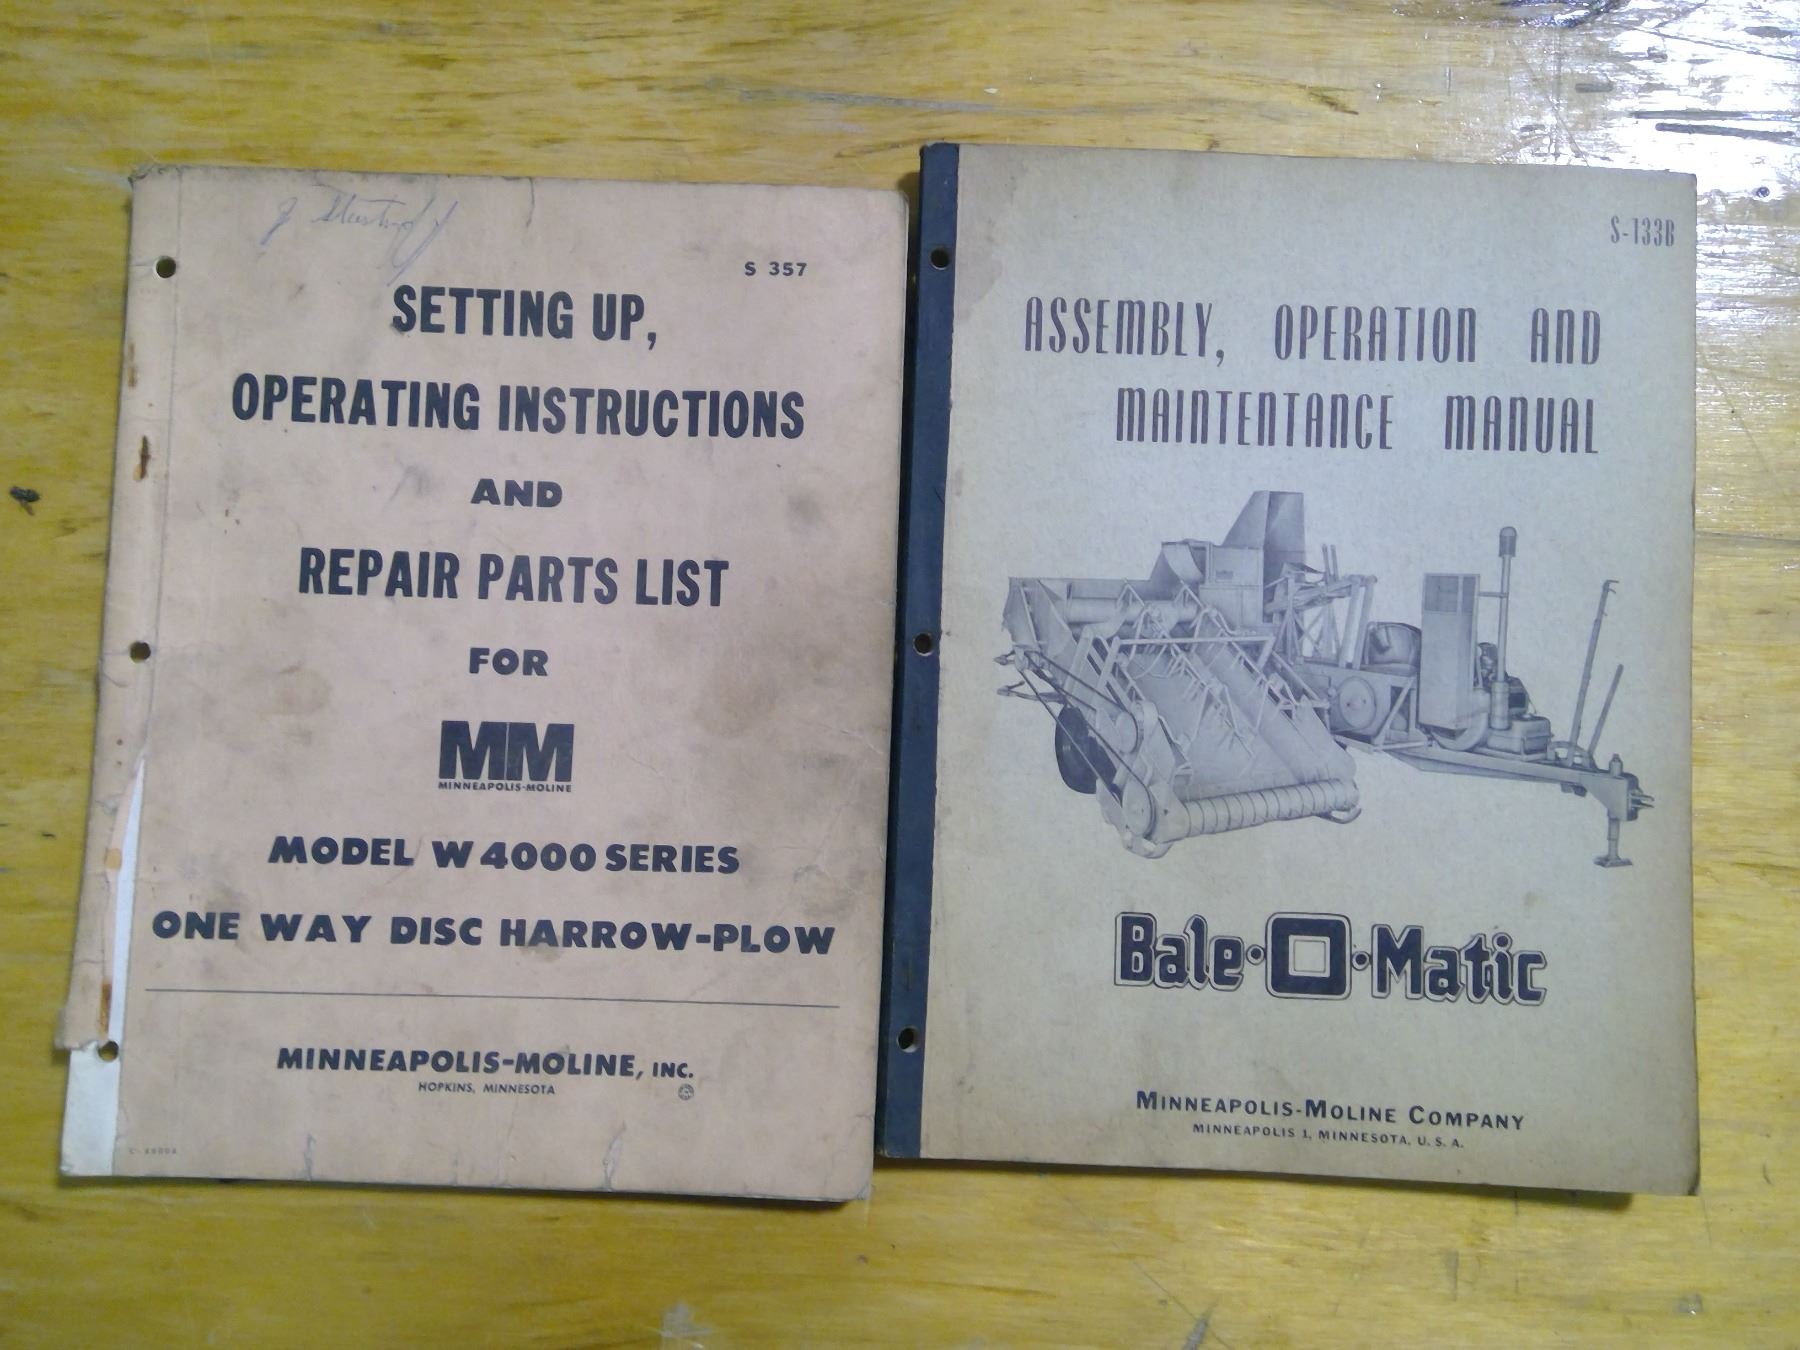 S 357
SETTING UP,
OPERATING INSTRUCTIONS
AND
REPAIR PARTS LIST
FOR
MM
MINNEAPOLIS-MOLINE
MODEL W 4000 SERIES
ONE WAY DISC HARROW-PLOW
MINNEAPOLIS-MOLINE, INC.
HOPKINS, MINNESOTA
S-133B
ASSEMBLY, OPERATION AND
MAINTENTANCE MANUAL
Bale·O·Matic
MINNEAPOLIS-MOLINE COMPANY
MINNEAPOLIS 1, MINNESOTA, U. S. A.